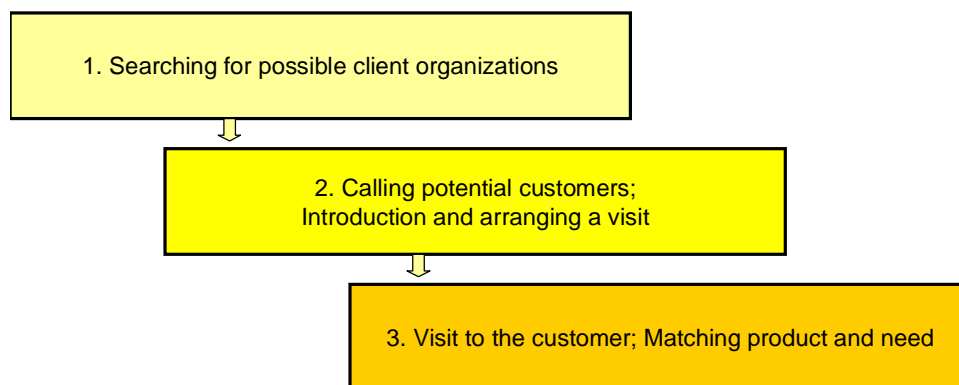 1. Searching for possible client organizations
2. Calling potential customers;
Introduction and arranging a visit
3. Visit to the customer; Matching product and need